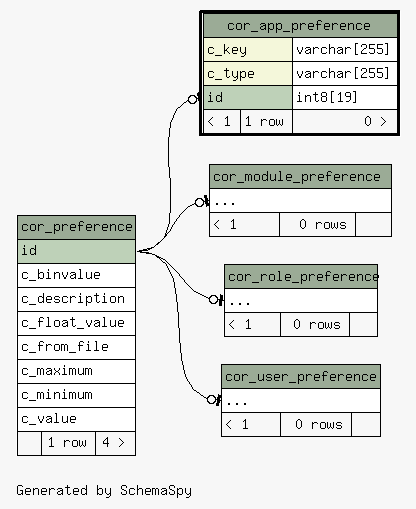 cor_app_preference
c_key varchar[255]
c_type varchar[255]
id int8[19]
< 1 1 row 0 >
cor_module_preference
...
< 1 0 rows
cor_role_preference
...
< 1 0 rows
cor_user_preference
...
< 1 0 rows
cor_preference
id
c_binvalue
c_description
c_float_value
c_from_file
c_maximum
c_minimum
c_value
1 row 4 >
Generated by SchemaSpy